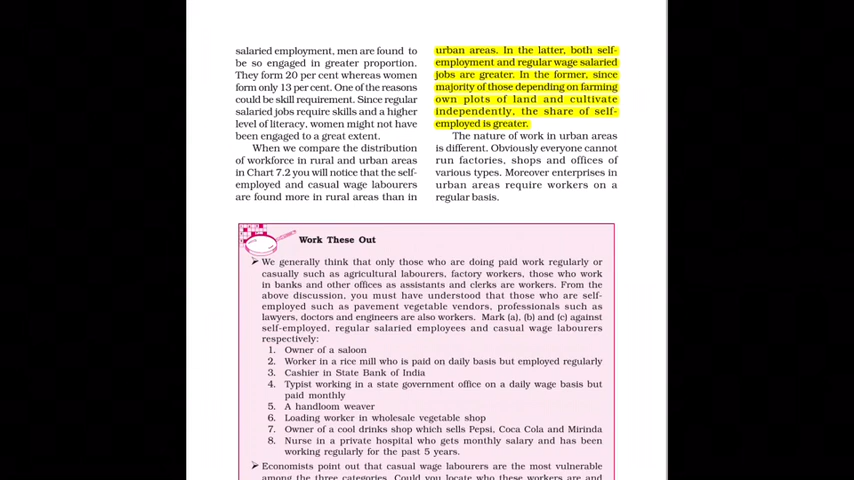 salaried employment, men are found to
be so engaged in greater proportion.
They form 20 per cent whereas women
form only 13 per cent. One of the reasons
could be skill requirement. Since regular
salaried jobs require skills and a higher
level of literacy, women might not have
been engaged to a great extent.
When we compare the distribution
of workforce in rural and urban areas
in Chart 7.2 you will notice that the self-
employed and casual wage labourers
are found more in rural areas than in
urban areas. In the latter, both self-
employment and regular wage salaried
jobs are greater. In the former, since
majority of those depending on farming
own plots of land and cultivate
independently, the share of self-
employed is greater.
The nature of work in urban areas
is different. Obviously everyone cannot
run factories, shops and offices of
various types. Moreover enterprises in
urban areas require workers on a
regular basis.
Work These Out
➤ We generally think that only those who are doing paid work regularly or
casually such as agricultural labourers, factory workers, those who work
in banks and other offices as assistants and clerks are workers. From the
above discussion, you must have understood that those who are self-
employed such as pavement vegetable vendors, professionals such as
lawyers, doctors and engineers are also workers. Mark (a), (b) and (c) against
self-employed, regular salaried employees and casual wage labourers
respectively:
1. Owner of a saloon
2. Worker in a rice mill who is paid on daily basis but employed regularly
3. Cashier in State Bank of India
4. Typist working in a state government office on a daily wage basis but
paid monthly
5. A handloom weaver
6. Loading worker in wholesale vegetable shop
7. Owner of a cool drinks shop which sells Pepsi, Coca Cola and Mirinda
8. Nurse in a private hospital who gets monthly salary and has been
working regularly for the past 5 years.
➤ Economists point out that casual wage labourers are the most vulnerable
among the three categories. Could you locate who these workers are and